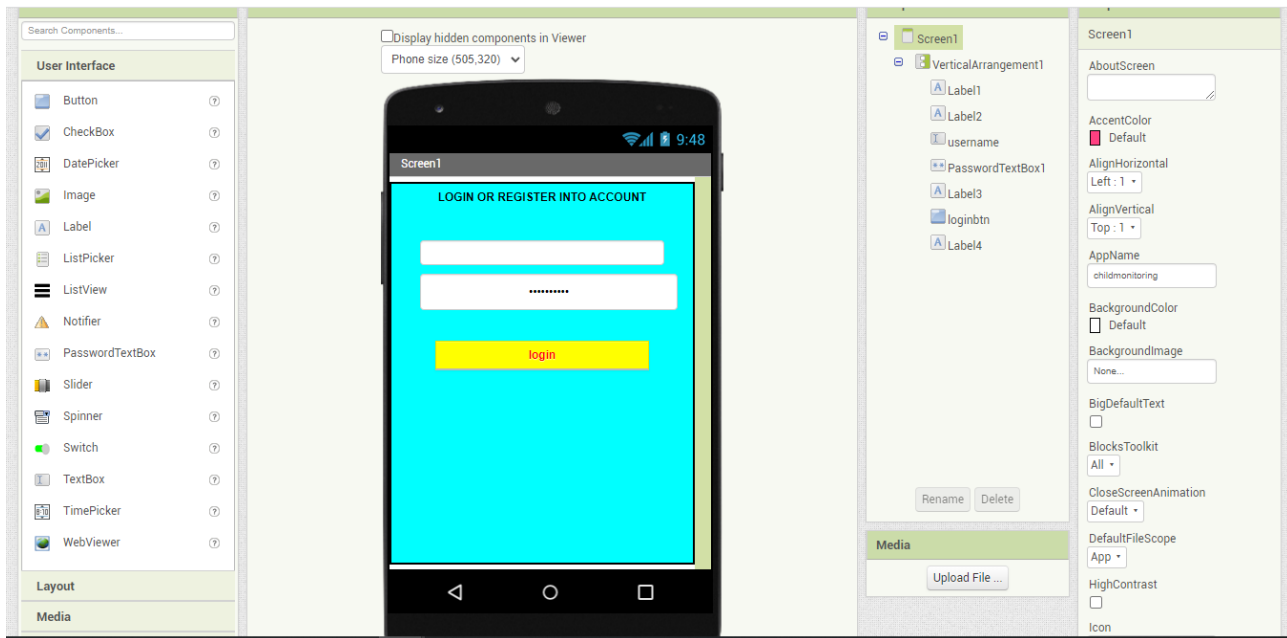 Search Components...
User Interface
Button
CheckBox
DatePicker
Image
Label
ListPicker
ListView
Notifier
PasswordTextBox
Slider
Spinner
Switch
TextBox
TimePicker
WebViewer
Layout
Media
Display hidden components in Viewer
Phone size (505,320)
9:48
Screen1
LOGIN OR REGISTER INTO ACCOUNT
••••••••••
login
Screen1
VerticalArrangement1
Label1
Label2
username
PasswordTextBox1
Label3
loginbtn
Label4
Rename Delete
Media
Upload File ...
Screen1
AboutScreen
AccentColor
Default
AlignHorizontal
Left : 1
AlignVertical
Top : 1
AppName
childmonitoring
BackgroundColor
Default
BackgroundImage
None...
BigDefaultText
BlocksToolkit
All
CloseScreenAnimation
Default
DefaultFileScope
App
HighContrast
Icon